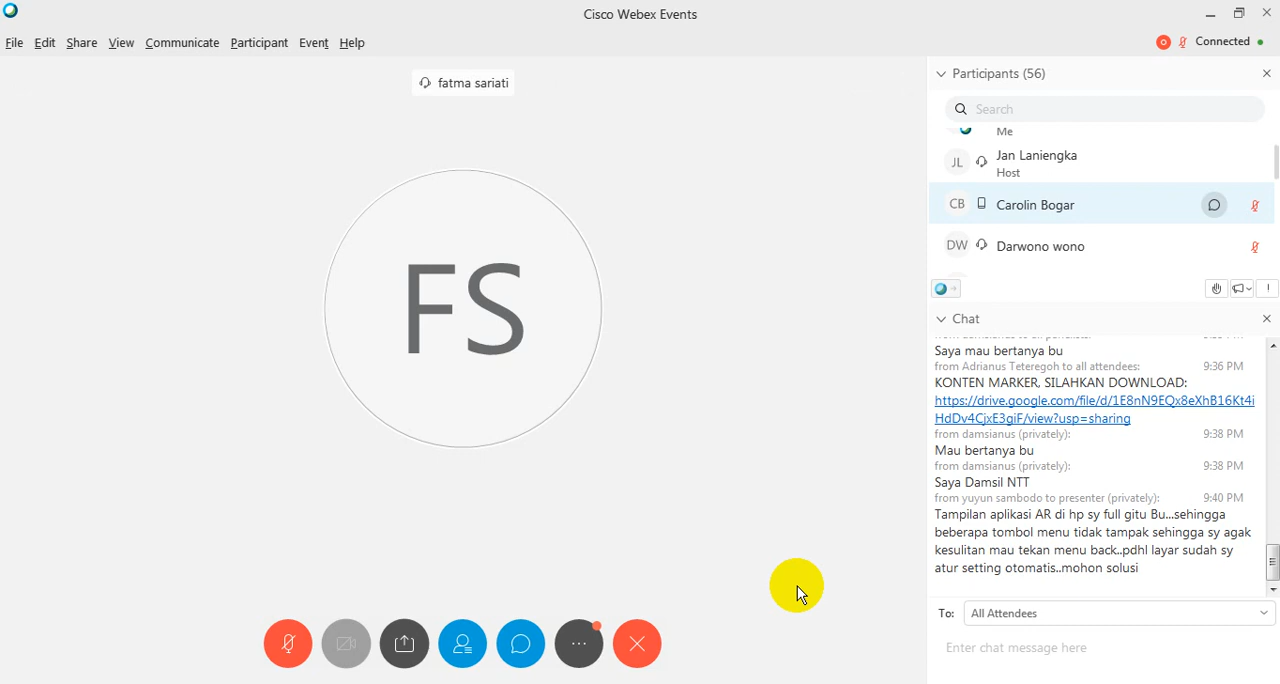 Cisco Webex Events
File Edit Share View Communicate Participant Event Help
Connected
fatma sariati
FS
Participants (56)
Search
Me
JL Jan Laniengka
Host
CB Carolin Bogar
DW Darwono wono
Chat
Saya mau bertanya bu
from Adrianus Teteregoh to all attendees: 9:36 PM
KONTEN MARKER, SILAHKAN DOWNLOAD:
https://drive.google.com/file/d/1E8nN9EQx8eXhB16Kt4i
HdDv4CjxE3giF/view?usp=sharing
from damsianus (privately): 9:38 PM
Mau bertanya bu
from damsianus (privately): 9:38 PM
Saya Damsil NTT
from yuyun sambodo to presenter (privately): 9:40 PM
Tampilan aplikasi AR di hp sy full gitu Bu...sehingga
beberapa tombol menu tidak tampak sehingga sy agak
kesulitan mau tekan menu back..pdhl layar sudah sy
atur setting otomatis..mohon solusi
To: All Attendees
Enter chat message here